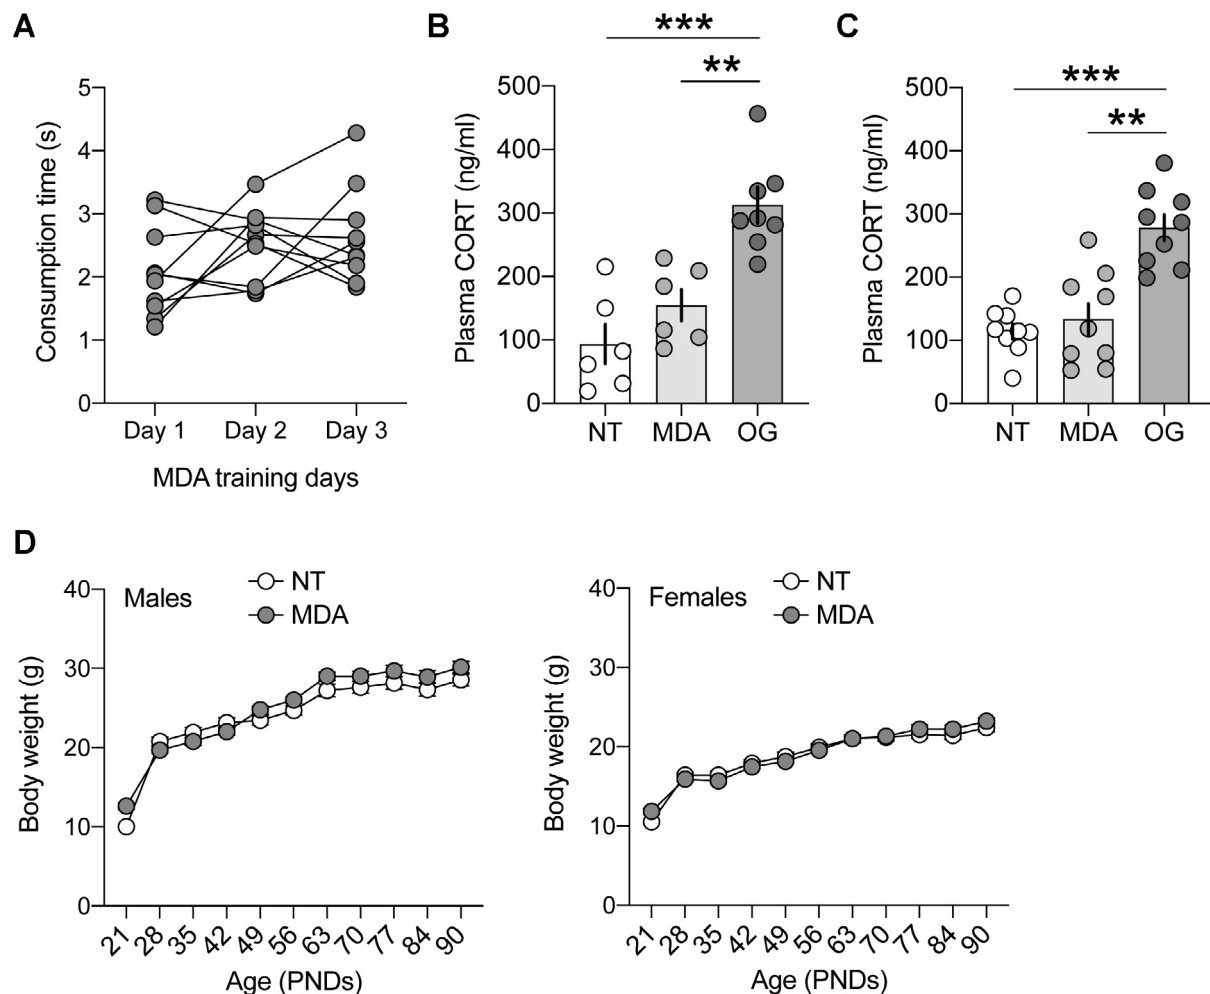 A
Consumption time (s)
5
4
3
2
1
0
Day 1 Day 2 Day 3
MDA training days
B
***
**
Plasma CORT (ng/ml)
500
400
300
200
100
0
NT MDA OG
C
***
**
Plasma CORT (ng/ml)
500
400
300
200
100
0
NT MDA OG
D
Males
NT
MDA
Body weight (g)
40
30
20
10
0
21 28 35 42 49 56 63 70 77 84 90
Age (PNDs)
Females
NT
MDA
Body weight (g)
40
30
20
10
0
21 28 35 42 49 56 63 70 77 84 90
Age (PNDs)